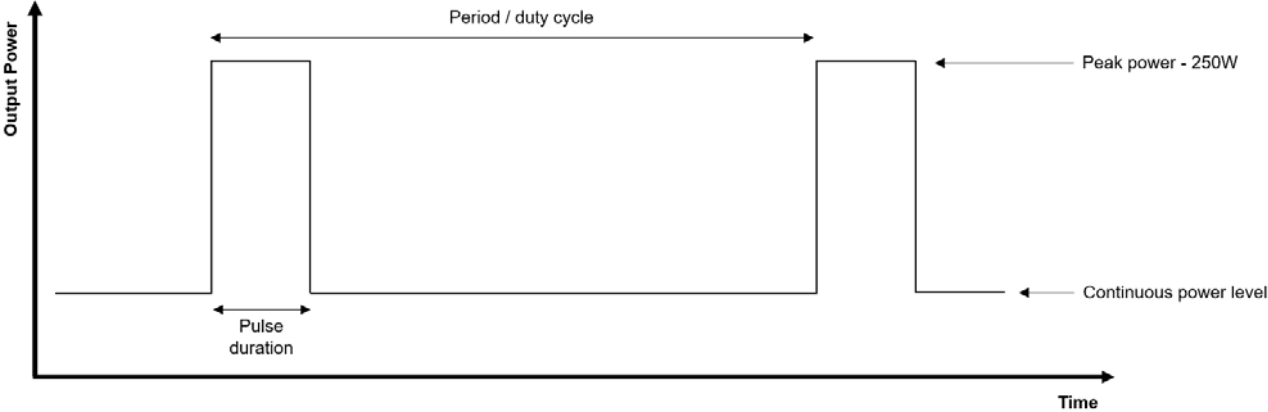 Period / duty cycle
Output Power
Peak power - 250W
Continuous power level
Pulse
duration
Time